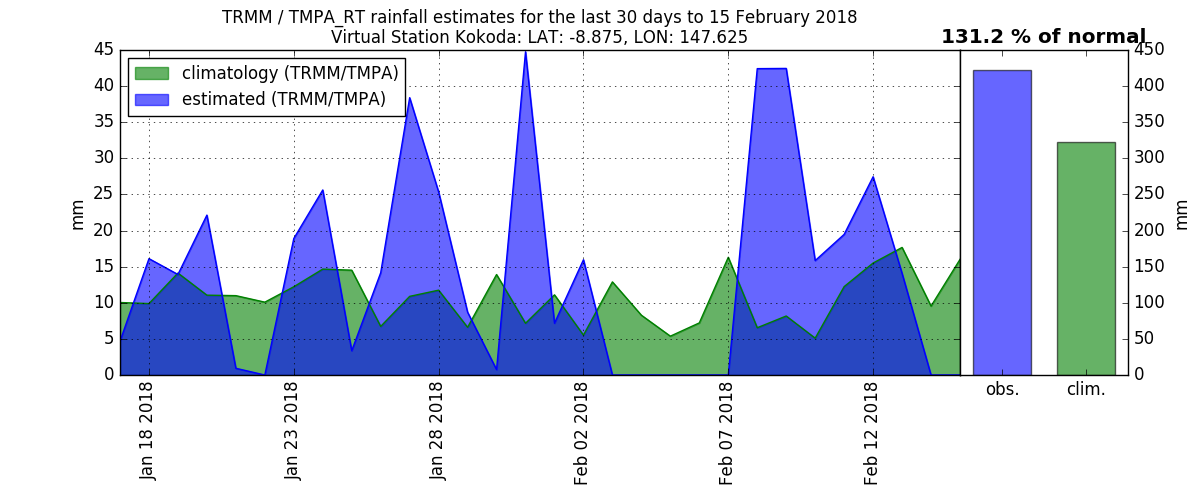 TRMM / TMPA_RT rainfall estimates for the last 30 days to 15 February 2018
Virtual Station Kokoda: LAT: -8.875, LON: 147.625
131.2 % of normal
climatology (TRMM/TMPA)
estimated (TRMM/TMPA)
45
40
35
30
25
20
15
10
5
0
mm
Jan 18 2018
Jan 23 2018
Jan 28 2018
Feb 02 2018
Feb 07 2018
Feb 12 2018
450
400
350
300
250
200
150
100
50
0
mm
obs.
clim.